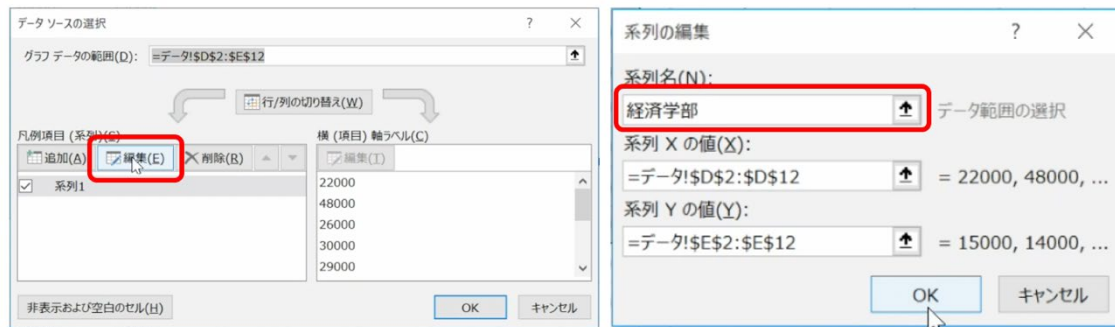 データ ソースの選択
?
×
グラフ データの範囲(D):
=データ!$D$2:$E$12
行/列の切り替え(W)
凡例項目 (系列)(S)
追加(A)
編集(E)
削除(R)
系列1
横 (項目) 軸ラベル(C)
編集(T)
22000
48000
26000
30000
29000
非表示および空白のセル(H)
OK
キャンセル
系列の編集
?
×
系列名(N):
経済学部
データ範囲の選択
系列 X の値(X):
=データ!$D$2:$D$12
= 22000, 48000, ...
系列 Y の値(Y):
=データ!$E$2:$E$12
= 15000, 14000, ...
OK
キャンセル